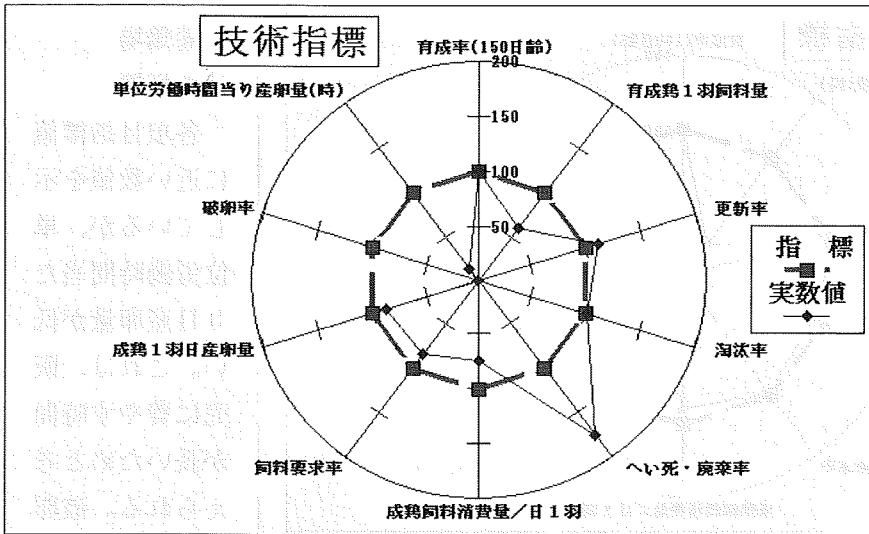 技術指標
育成率(150日齢)
200
150
100
50
育成鶏１羽飼料量
更新率
淘汰率
へい死・廃棄率
成鶏飼料消費量／日１羽
飼料要求率
成鶏１羽日産卵量
破卵率
単位労働時間当り産卵量(時)
指　標
実数値